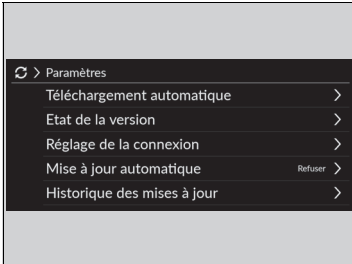 Paramètres
Téléchargement automatique
Etat de la version
Réglage de la connexion
Mise à jour automatique Refuser
Historique des mises à jour